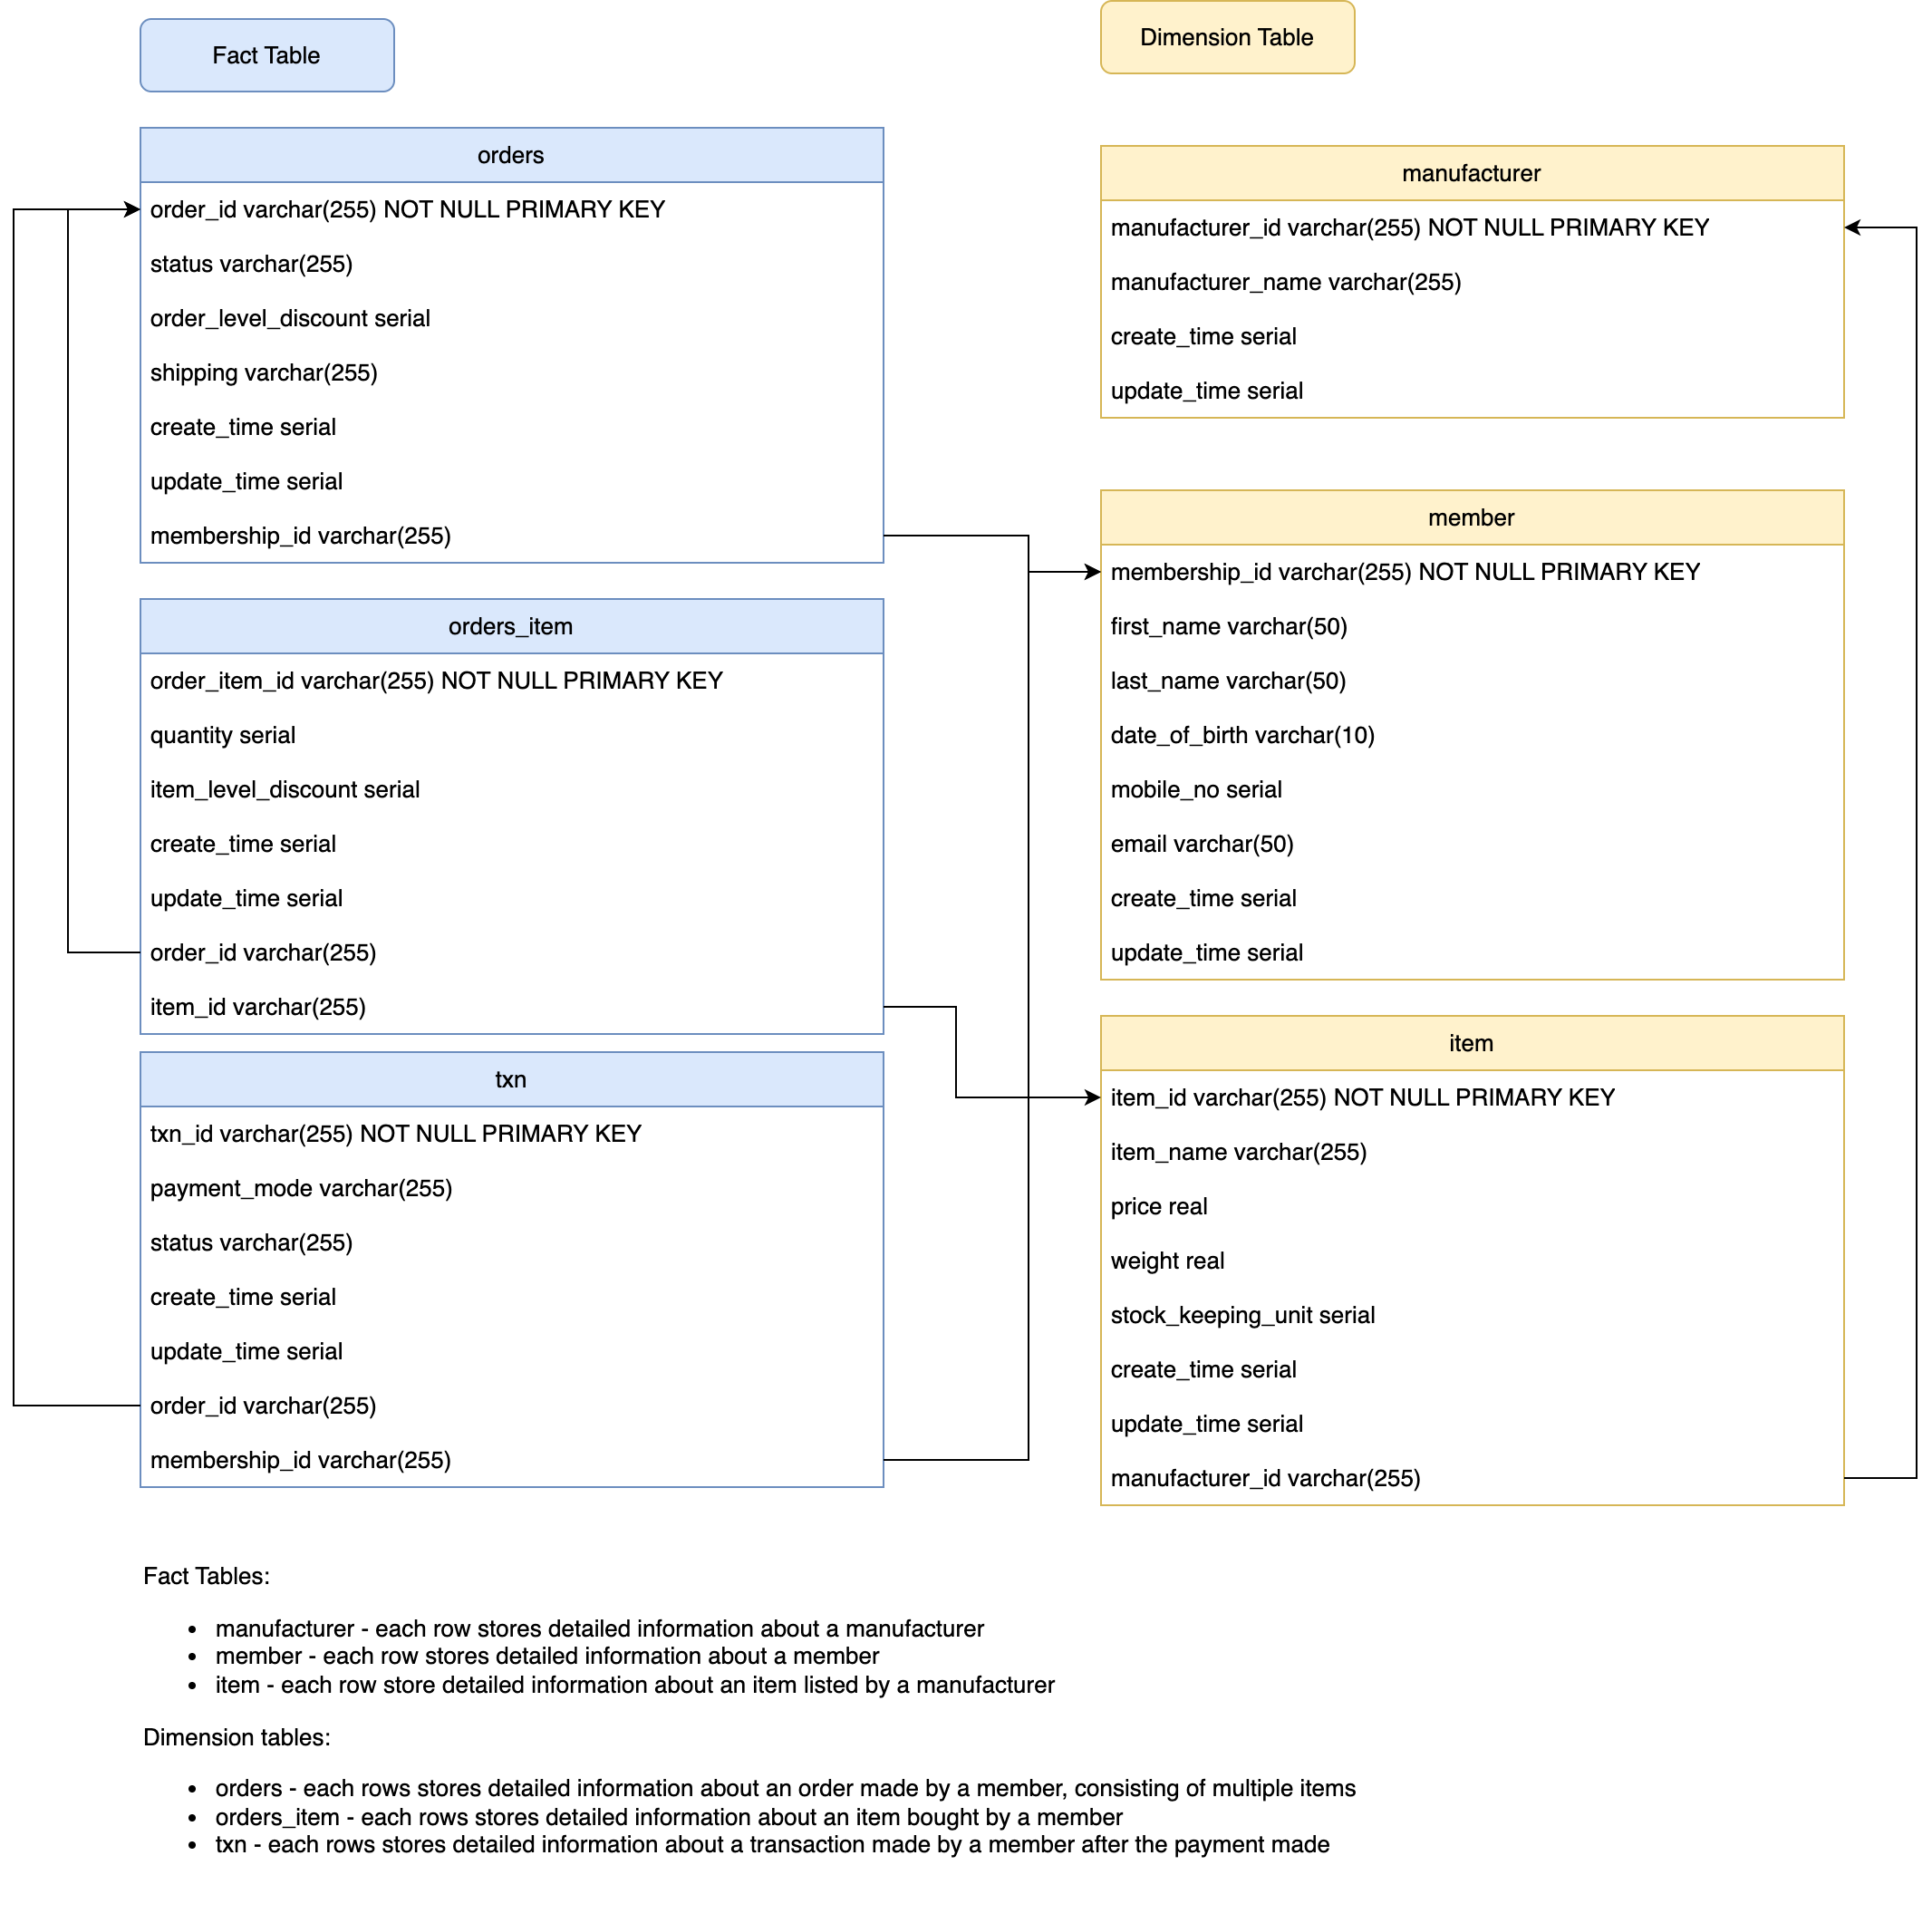 Fact Table
orders
order_id varchar(255) NOT NULL PRIMARY KEY
status varchar(255)
order_level_discount serial
shipping varchar(255)
create_time serial
update_time serial
membership_id varchar(255)
orders_item
order_item_id varchar(255) NOT NULL PRIMARY KEY
quantity serial
item_level_discount serial
create_time serial
update_time serial
order_id varchar(255)
item_id varchar(255)
txn
txn_id varchar(255) NOT NULL PRIMARY KEY
payment_mode varchar(255)
status varchar(255)
create_time serial
update_time serial
order_id varchar(255)
membership_id varchar(255)
Dimension Table
manufacturer
manufacturer_id varchar(255) NOT NULL PRIMARY KEY
manufacturer_name varchar(255)
create_time serial
update_time serial
member
membership_id varchar(255) NOT NULL PRIMARY KEY
first_name varchar(50)
last_name varchar(50)
date_of_birth varchar(10)
mobile_no serial
email varchar(50)
create_time serial
update_time serial
item
item_id varchar(255) NOT NULL PRIMARY KEY
item_name varchar(255)
price real
weight real
stock_keeping_unit serial
create_time serial
update_time serial
manufacturer_id varchar(255)
Fact Tables:
• manufacturer - each row stores detailed information about a manufacturer
• member - each row stores detailed information about a member
• item - each row store detailed information about an item listed by a manufacturer
Dimension tables:
• orders - each rows stores detailed information about an order made by a member, consisting of multiple items
• orders_item - each rows stores detailed information about an item bought by a member
• txn - each rows stores detailed information about a transaction made by a member after the payment made